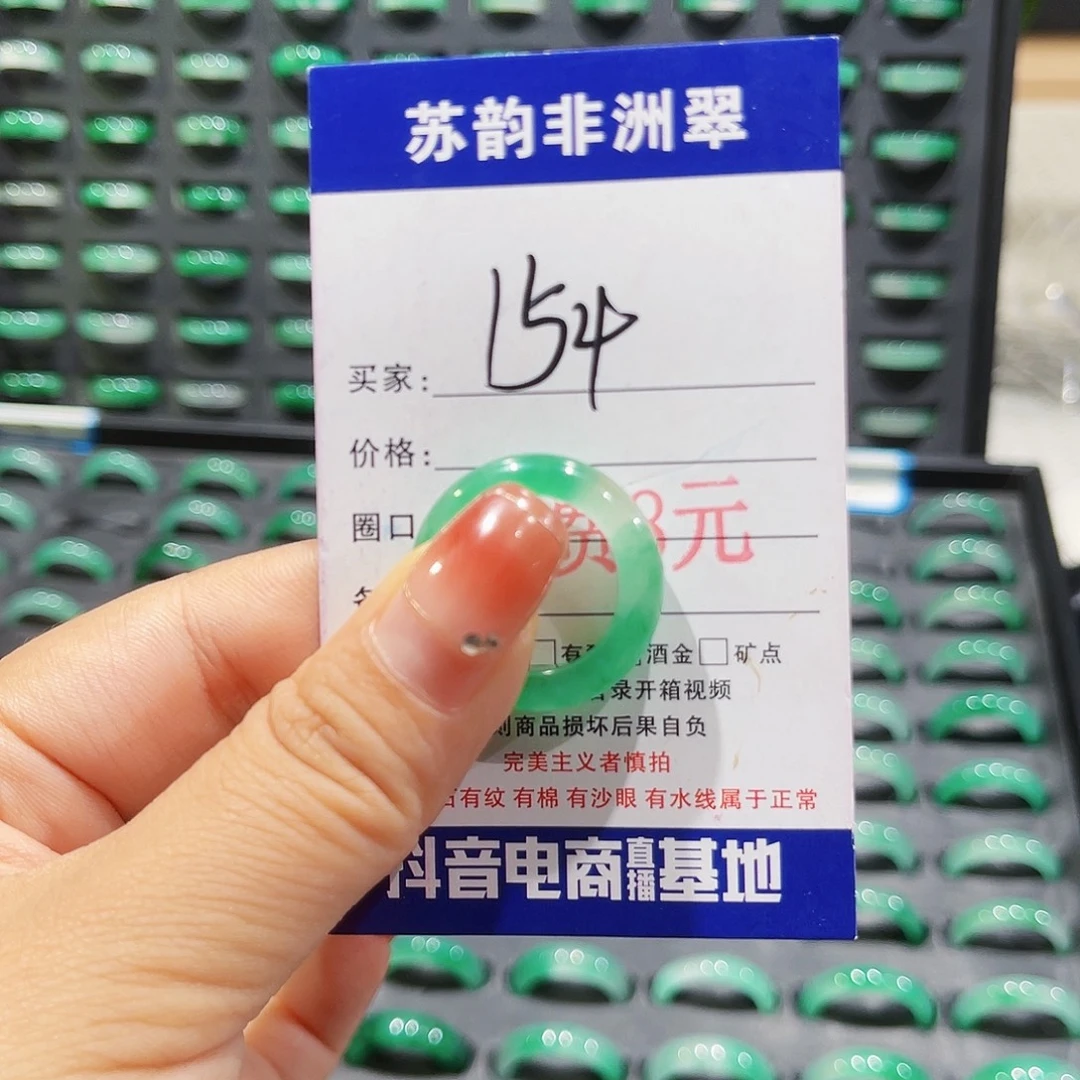 苏韵非洲翠
154
买家:
价格:
圈口
8元
酒金□矿点
录开箱视频
商品损坏后果自负
完美主义者慎拍
有纹 有棉 有沙眼 有水线属于正常
抖音电商直播基地